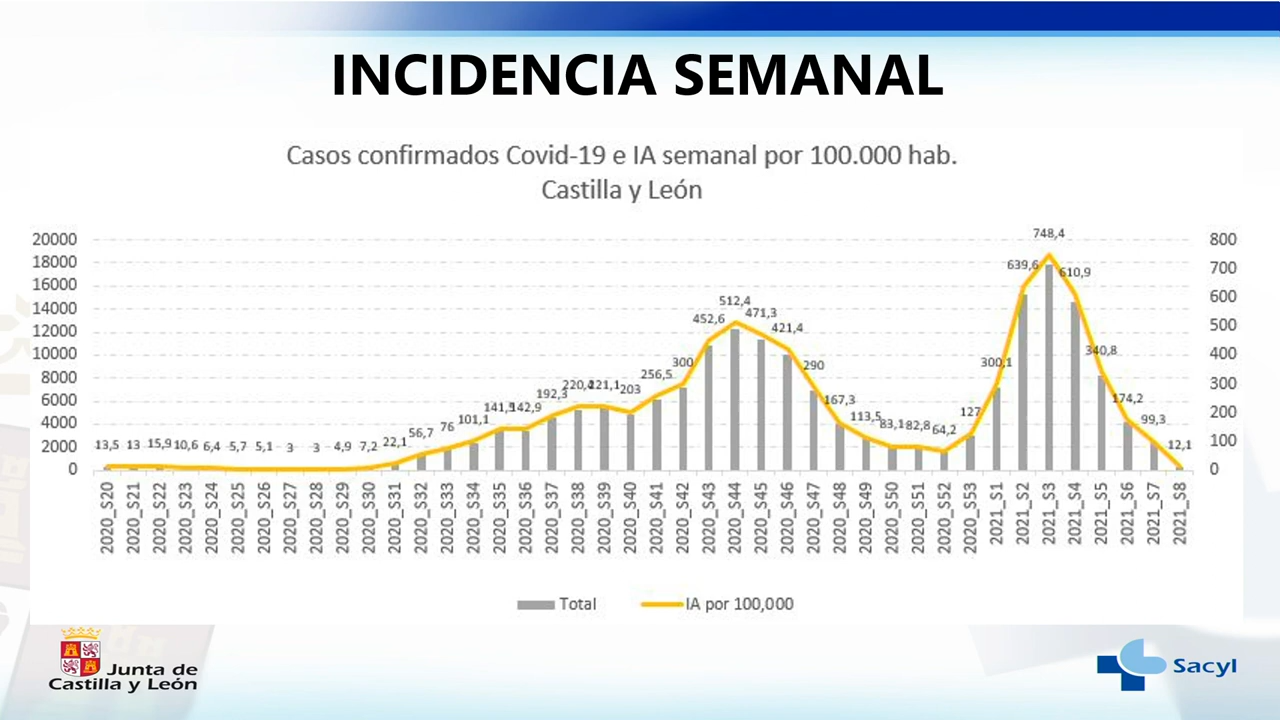 INCIDENCIA SEMANAL
Casos confirmados Covid-19 e IA semanal por 100.000 hab.
Castilla y León
20000
18000
16000
14000
12000
10000
8000
6000
4000
2000
0
800
700
600
500
400
300
200
100
0
13,5 13 15,9 10,6 6,4 5,7 5,1 3 3 4,9 7,2 22,1 56,7 76 101,1 141,5 142,9 192,3 220,2 221,1 203 256,5 300 452,6 512,4 471,3 421,4 290 167,3 113,5 83,1 82,8 64,2 127 300,1 639,6 748,4 610,9 340,8 174,2 99,3 12,1
2020_S20 2020_S21 2020_S22 2020_S23 2020_S24 2020_S25 2020_S26 2020_S27 2020_S28 2020_S29 2020_S30 2020_S31 2020_S32 2020_S33 2020_S34 2020_S35 2020_S36 2020_S37 2020_S38 2020_S39 2020_S40 2020_S41 2020_S42 2020_S43 2020_S44 2020_S45 2020_S46 2020_S47 2020_S48 2020_S49 2020_S50 2020_S51 2020_S52 2020_S53 2021_S1 2021_S2 2021_S3 2021_S4 2021_S5 2021_S6 2021_S7 2021_S8
Total IA por 100,000
Junta de
Castilla y León
Sacyl